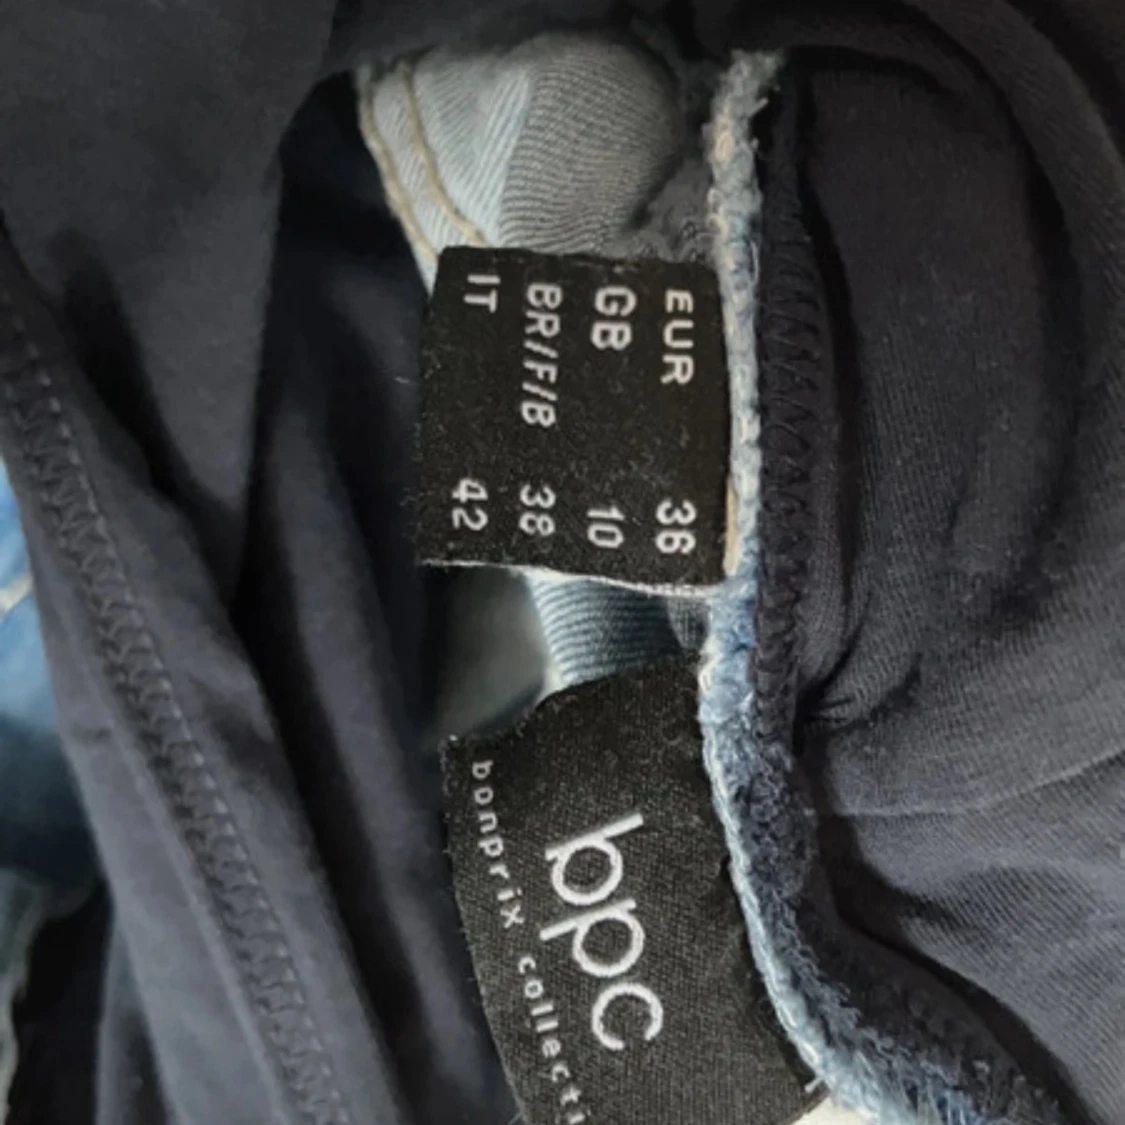 EUR 36
GB 10
BR/F/B 38
IT 42
bpc
bonprix collecti